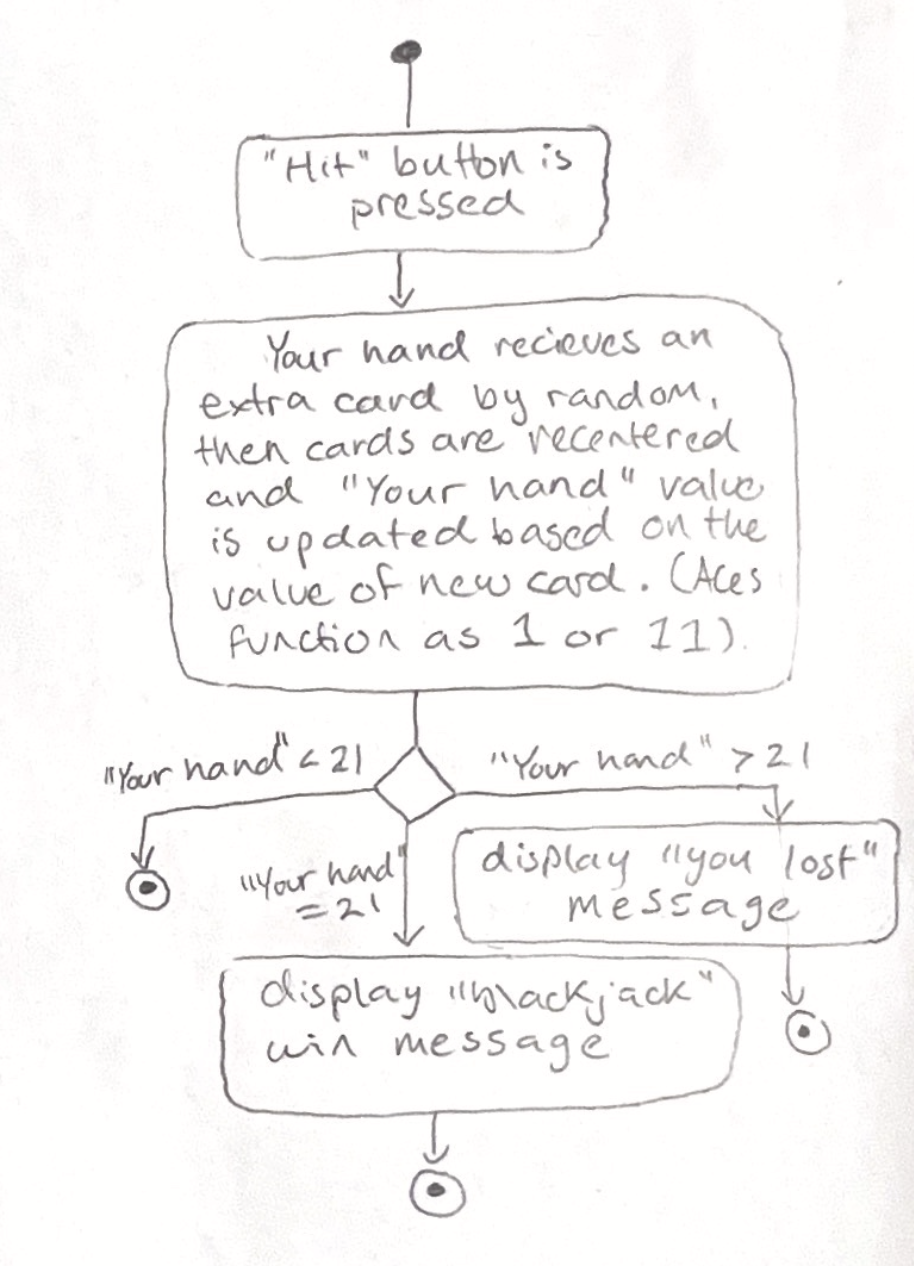 "Hit" button is
pressed
Your hand recieves an
extra card by random,
then cards are recentered
and "Your hand" value
is updated based on the
value of new card. (Aces
function as 1 or 11).
"Your hand" < 21
"Your hand" > 21
"Your hand"
= 21
display "you lost"
message
display "blackjack"
win message